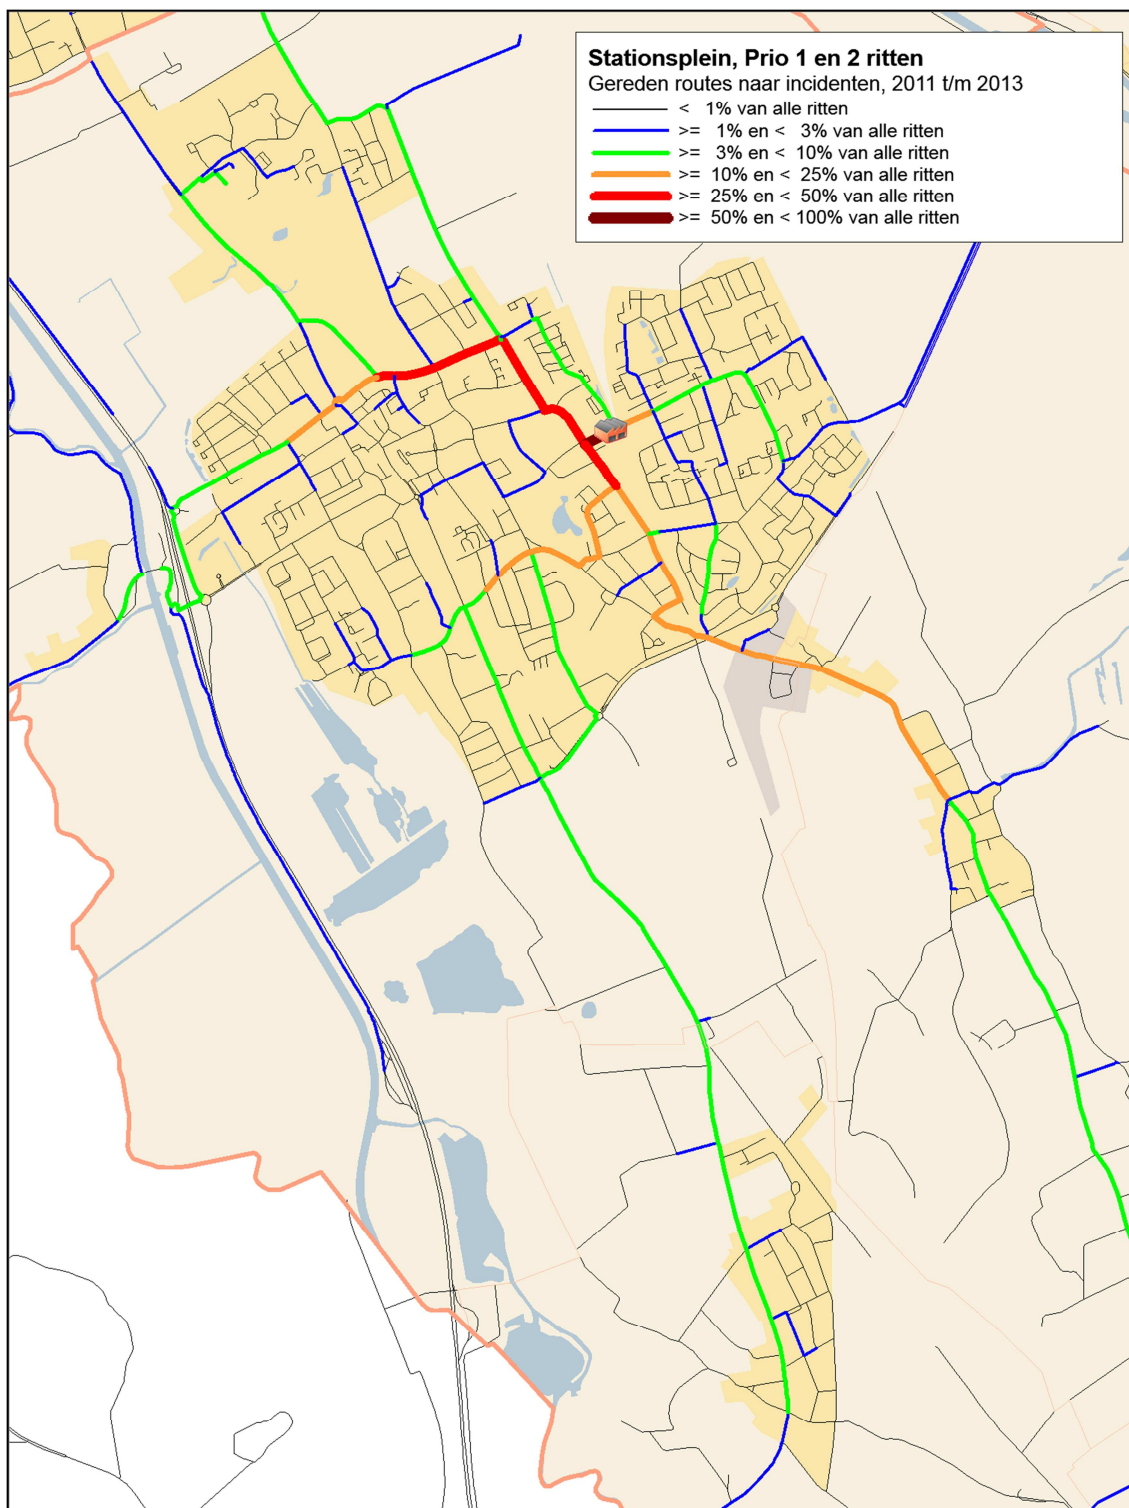 Stationsplein, Prio 1 en 2 ritten
Gereden routes naar incidenten, 2011 t/m 2013
< 1% van alle ritten
>= 1% en < 3% van alle ritten
>= 3% en < 10% van alle ritten
>= 10% en < 25% van alle ritten
>= 25% en < 50% van alle ritten
>= 50% en < 100% van alle ritten